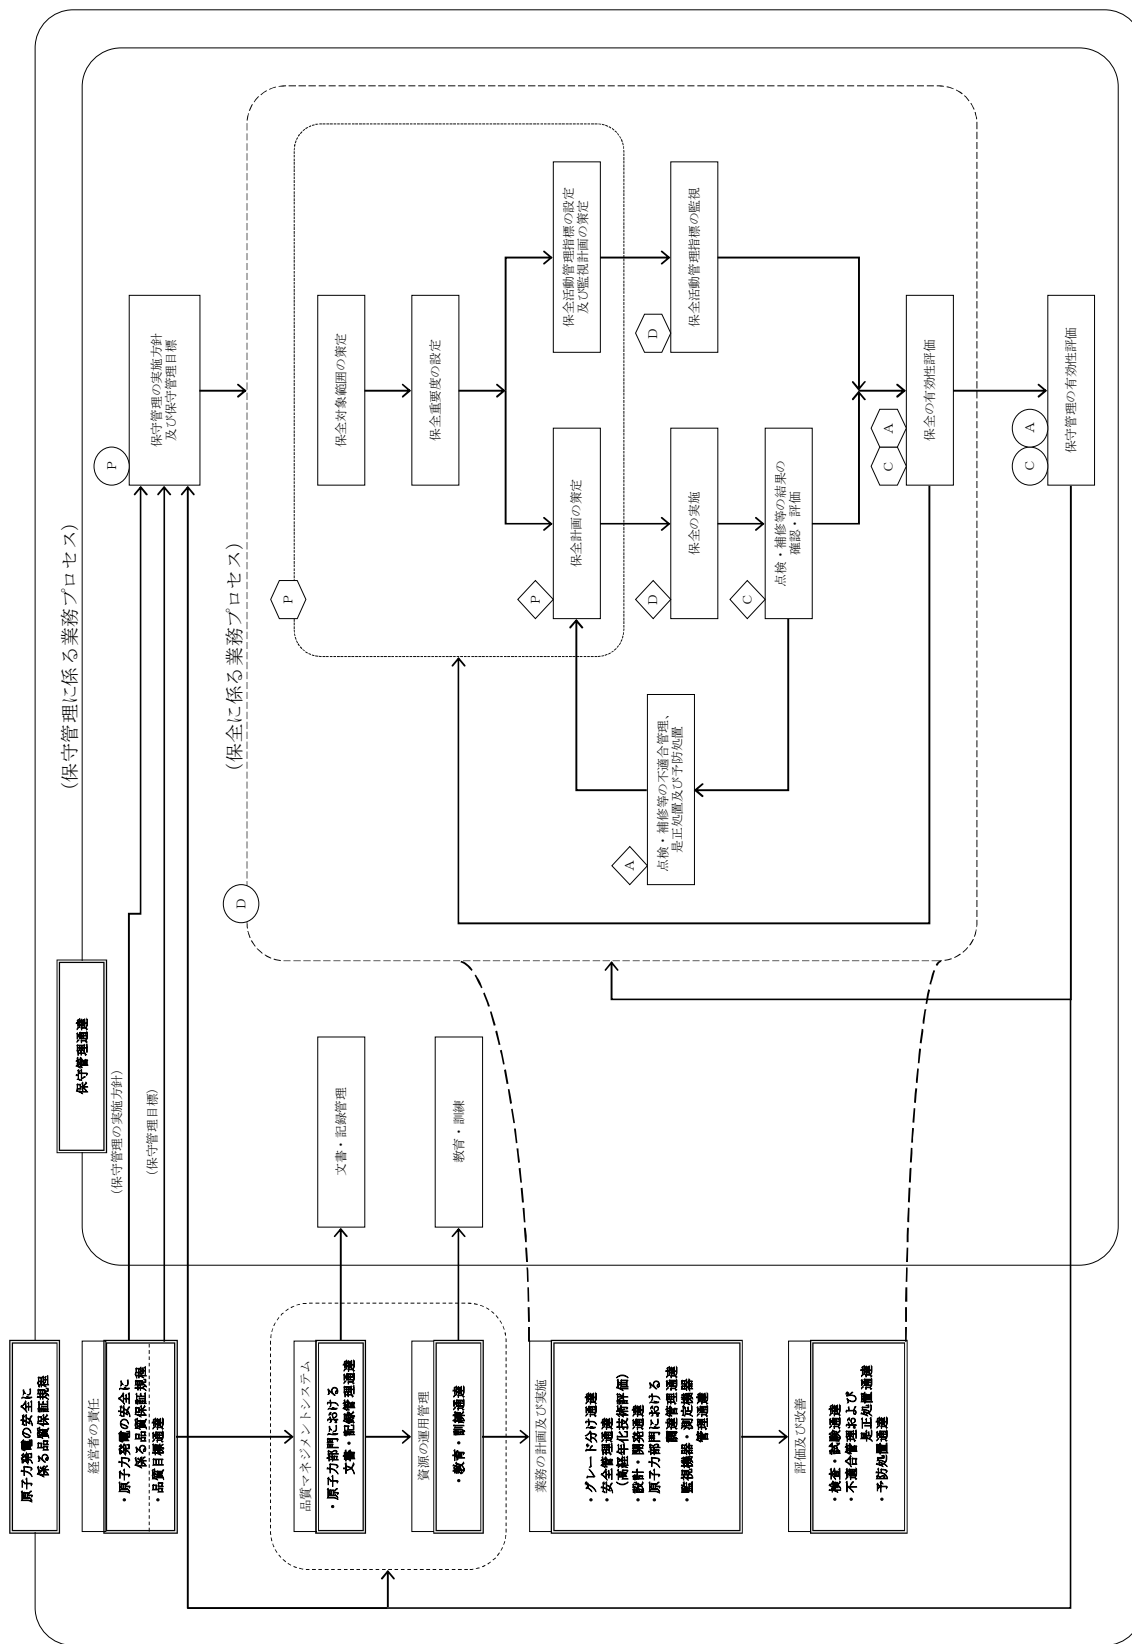 原子力発電の安全に
係る品質保証規程
経営者の責任
・原子力発電の安全に
係る品質保証規程
・品質目標通達
品質マネジメントシステム
・原子力部門における
文書・記録管理通達
資源の運用管理
・教育・訓練通達
業務の計画及び実施
・グレード分け通達
・安全管理通達
(高経年化技術評価)
・設計・開発通達
・原子力部門における
調達管理通達
・監視機器・測定機器
管理通達
評価及び改善
・検査・試験通達
・不適合管理および
是正処置通達
・予防処置通達
保守管理通達
(保守管理の実施方針)
(保守管理目標)
文書・記録管理
教育・訓練
(保守管理に係る業務プロセス)
P
保守管理の実施方針
及び保守管理目標
D
(保全に係る業務プロセス)
P
保全対象範囲の策定
保全重要度の設定
P
保全計画の策定
保全活動管理指標の設定
及び監視計画の策定
D
保全の実施
D
保全活動管理指標の監視
C
点検・補修等の結果の
確認・評価
A
点検・補修等の不適合管理、
是正処置及び予防処置
C
A
保全の有効性評価
C
A
保守管理の有効性評価